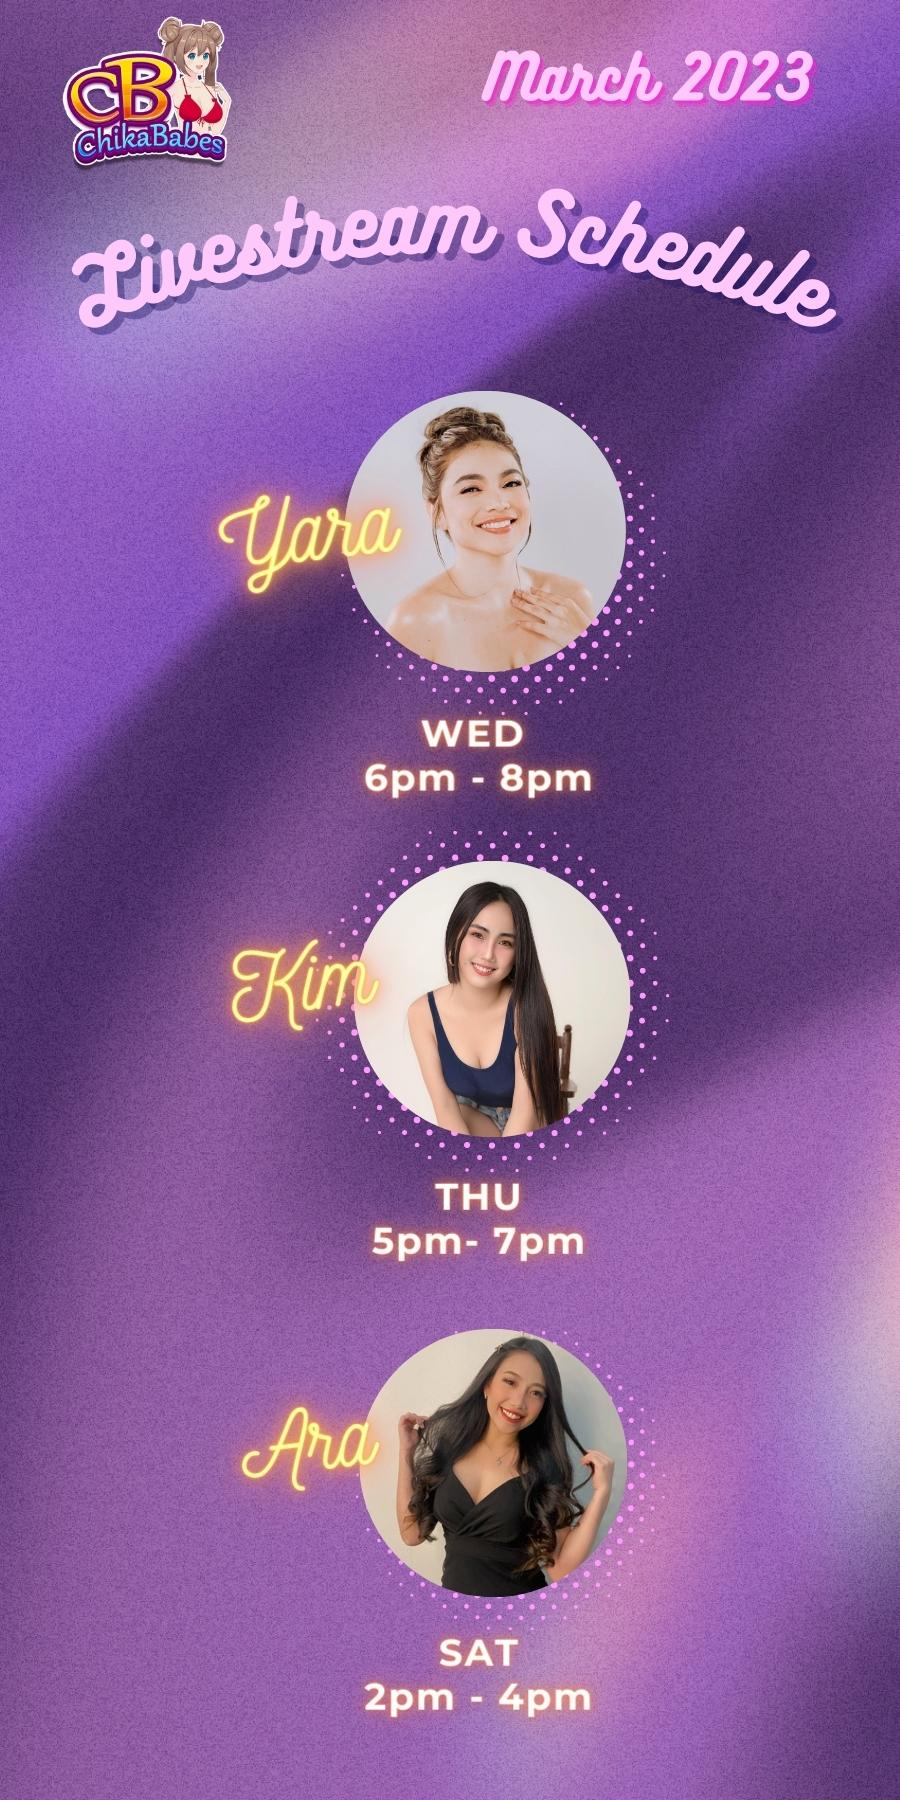 CB
ChikaBabes
March 2023
Livestream Schedule
Yara
WED
6pm - 8pm
Kim
THU
5pm- 7pm
Ara
SAT
2pm - 4pm